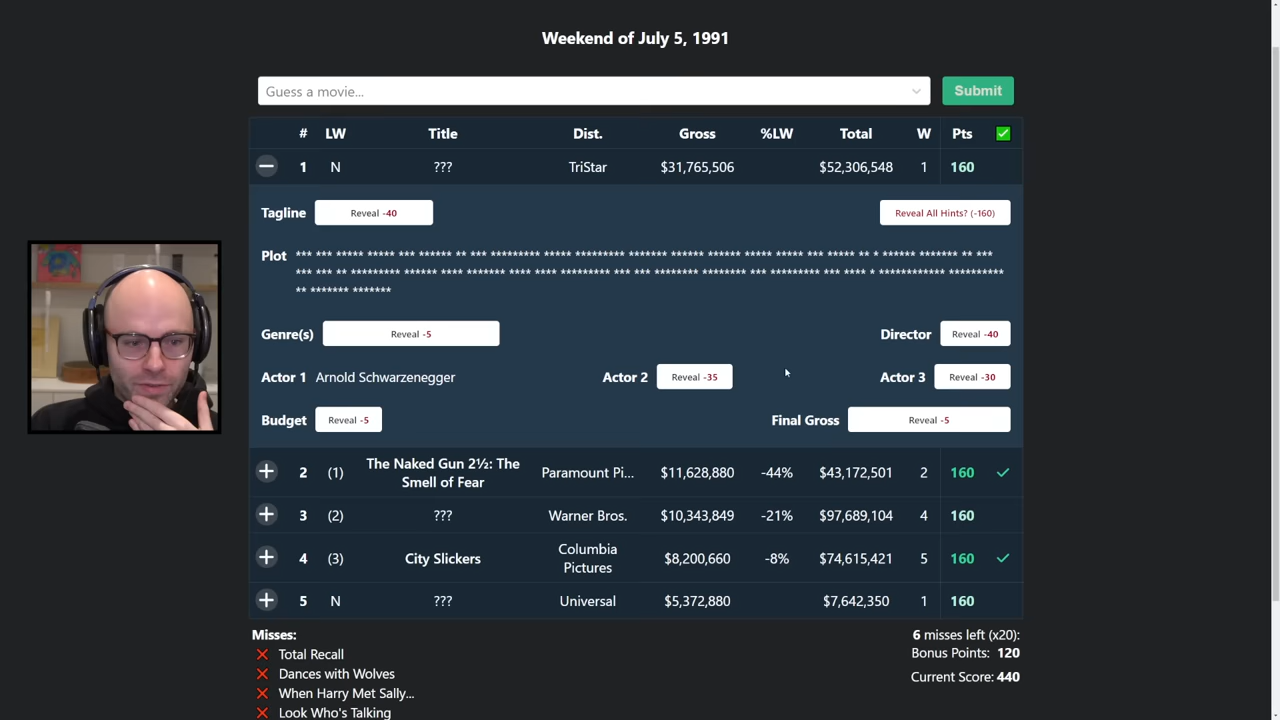 Weekend of July 5, 1991
Guess a movie...
Submit
# LW Title Dist. Gross %LW Total W Pts ✅
1 N ??? TriStar $31,765,506 $52,306,548 1 160
Tagline Reveal -40 Reveal All Hints? (-160)
Plot *** *** ***** ***** *** ****** ** *** ********* ***** ********* ******* ****** ****** ***** ***** *** ***** ** * ****** ******* ** ***
*** *** ** ********* ****** **** ******* **** **** ********* *** *** ******* ******** *** ********* *** **** * ************ **********
** ******* *******
Genre(s) Reveal -5 Director Reveal -40
Actor 1 Arnold Schwarzenegger Actor 2 Reveal -35 Actor 3 Reveal -30
Budget Reveal -5 Final Gross Reveal -5
2 (1) The Naked Gun 2½: The Smell of Fear Paramount Pi... $11,628,880 -44% $43,172,501 2 160 ✓
3 (2) ??? Warner Bros. $10,343,849 -21% $97,689,104 4 160
4 (3) City Slickers Columbia Pictures $8,200,660 -8% $74,615,421 5 160 ✓
5 N ??? Universal $5,372,880 $7,642,350 1 160
Misses:
❌ Total Recall
❌ Dances with Wolves
❌ When Harry Met Sally...
❌ Look Who's Talking
6 misses left (x20):
Bonus Points: 120
Current Score: 440